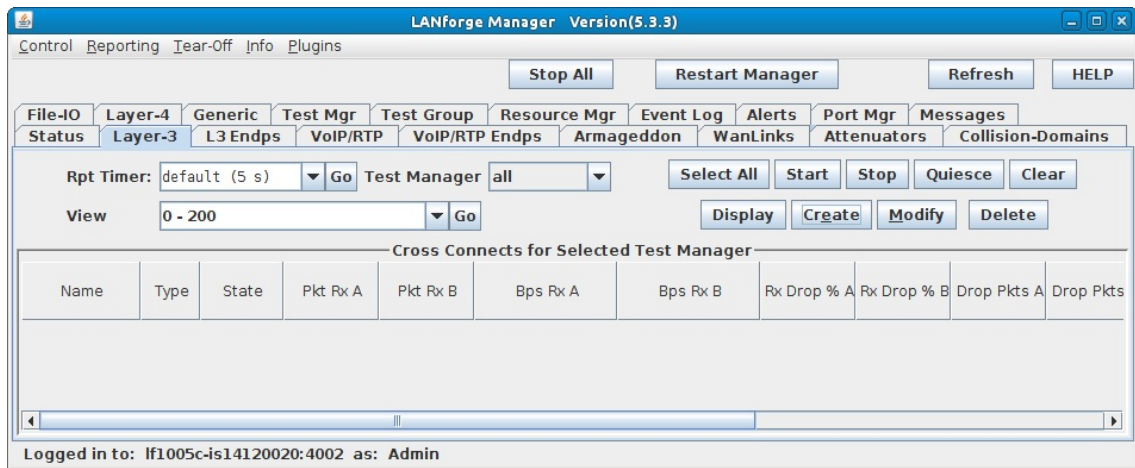 LANforge Manager Version(5.3.3)
Control Reporting Tear-Off Info Plugins
Stop All Restart Manager Refresh HELP
File-IO Layer-4 Generic Test Mgr Test Group Resource Mgr Event Log Alerts Port Mgr Messages
Status Layer-3 L3 Endps VoIP/RTP VoIP/RTP Endps Armageddon WanLinks Attenuators Collision-Domains
Rpt Timer: default (5 s) Go Test Manager all Select All Start Stop Quiesce Clear
View 0 - 200 Go Display Create Modify Delete
Cross Connects for Selected Test Manager
Name Type State Pkt Rx A Pkt Rx B Bps Rx A Bps Rx B Rx Drop % A Rx Drop % B Drop Pkts A Drop Pkts
Logged in to: lf1005c-is14120020:4002 as: Admin